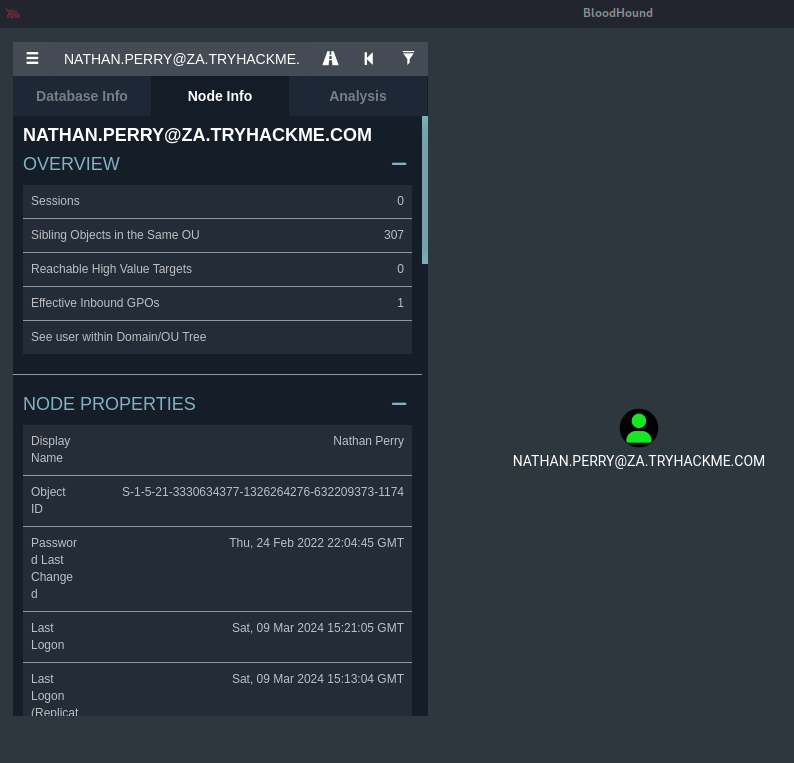 BloodHound
NATHAN.PERRY@ZA.TRYHACKME.
Database Info Node Info Analysis
NATHAN.PERRY@ZA.TRYHACKME.COM
OVERVIEW
Sessions 0
Sibling Objects in the Same OU 307
Reachable High Value Targets 0
Effective Inbound GPOs 1
See user within Domain/OU Tree
NODE PROPERTIES
Display Nathan Perry
Name
Object S-1-5-21-3330634377-1326264276-632209373-1174
ID
Passwor Thu, 24 Feb 2022 22:04:45 GMT
d Last
Change
d
Last Sat, 09 Mar 2024 15:21:05 GMT
Logon
Last Sat, 09 Mar 2024 15:13:04 GMT
Logon
(Replicat
NATHAN.PERRY@ZA.TRYHACKME.COM